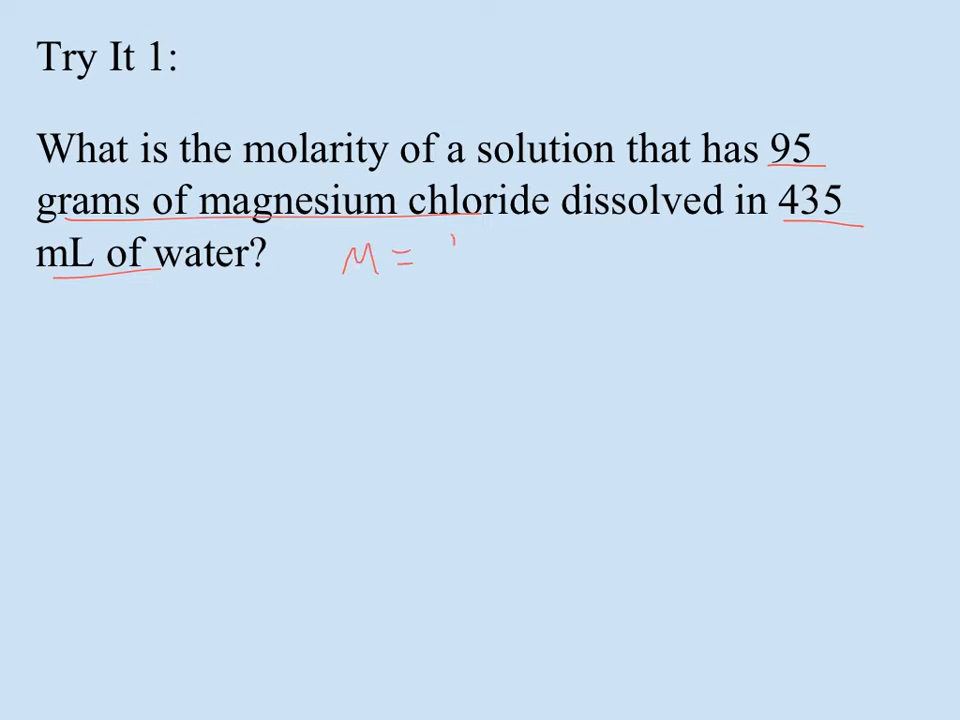 Try It 1:
What is the molarity of a solution that has 95
grams of magnesium chloride dissolved in 435
mL of water?
M =